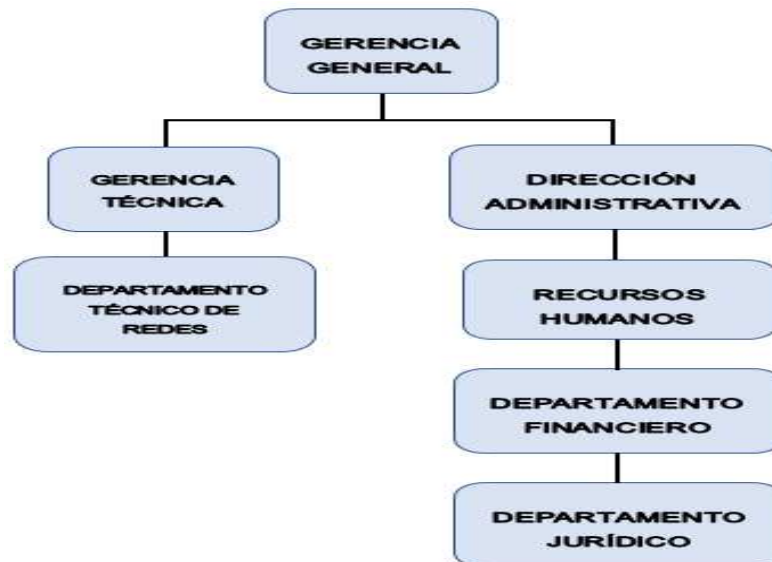 GERENCIA
GENERAL
GERENCIA
TÉCNICA
DEPARTAMENTO
TÉCNICO DE
REDES
DIRECCIÓN
ADMINISTRATIVA
RECURSOS
HUMANOS
DEPARTAMENTO
FINANCIERO
DEPARTAMENTO
JURÍDICO